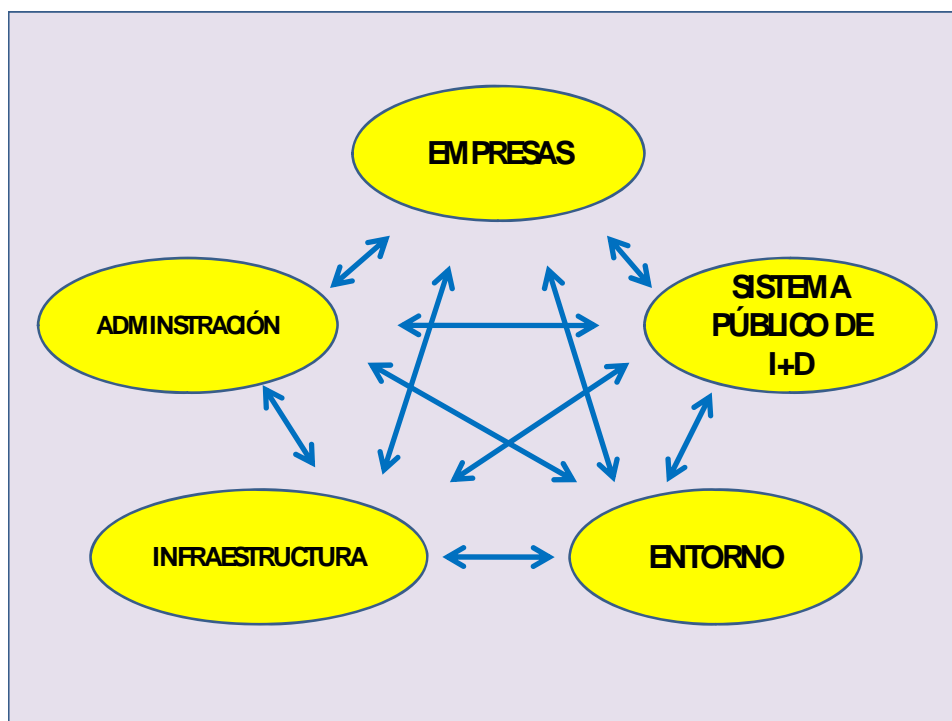 EMPRESAS
ADMINSTRACIÓN
SISTEMA
PÚBLICO DE
I+D
INFRAESTRUCTURA
ENTORNO